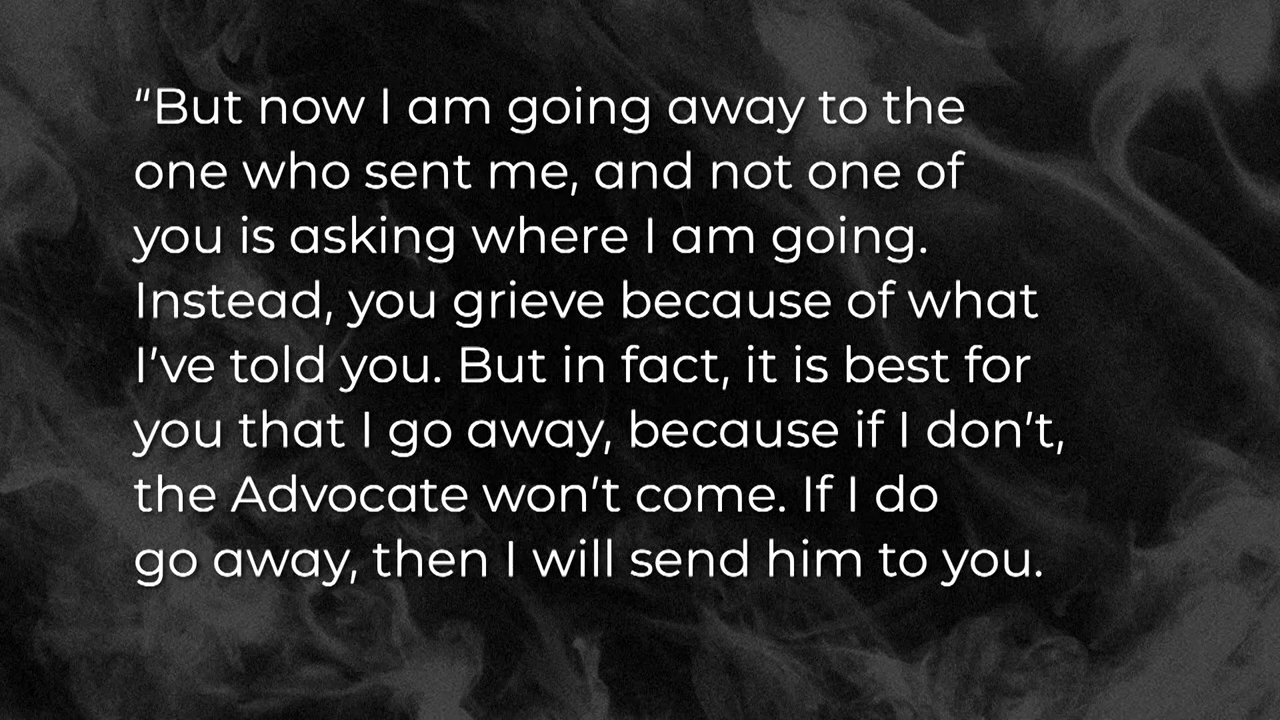 “But now I am going away to the
one who sent me, and not one of
you is asking where I am going.
Instead, you grieve because of what
I’ve told you. But in fact, it is best for
you that I go away, because if I don’t,
the Advocate won’t come. If I do
go away, then I will send him to you.